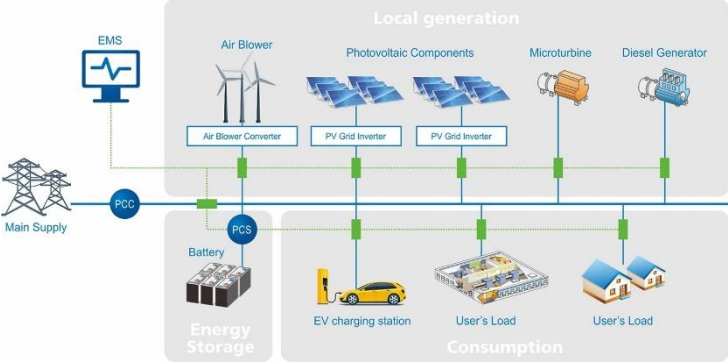 Local generation
EMS
Air Blower
Photovoltaic Components
Microturbine
Diesel Generator
Air Blower Converter
PV Grid Inverter
PV Grid Inverter
Main Supply
PCC
PCS
Battery
EV charging station
User's Load
User's Load
Energy
Storage
Consumption